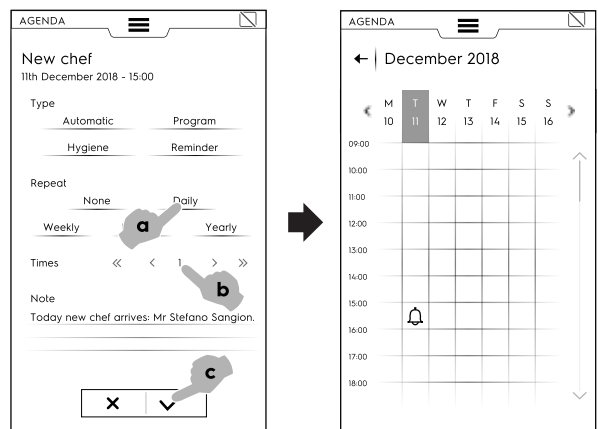 AGENDA
New chef
11th December 2018 - 15:00
Type
Automatic Program
Hygiene Reminder
Repeat
None Daily
a
Weekly Yearly
Times << < 1 > >>
b
Note
Today new chef arrives: Mr Stefano Sangion.
c
AGENDA
December 2018
M T W T F S S
10 11 12 13 14 15 16
09:00
10:00
11:00
12:00
13:00
14:00
15:00
16:00
17:00
18:00